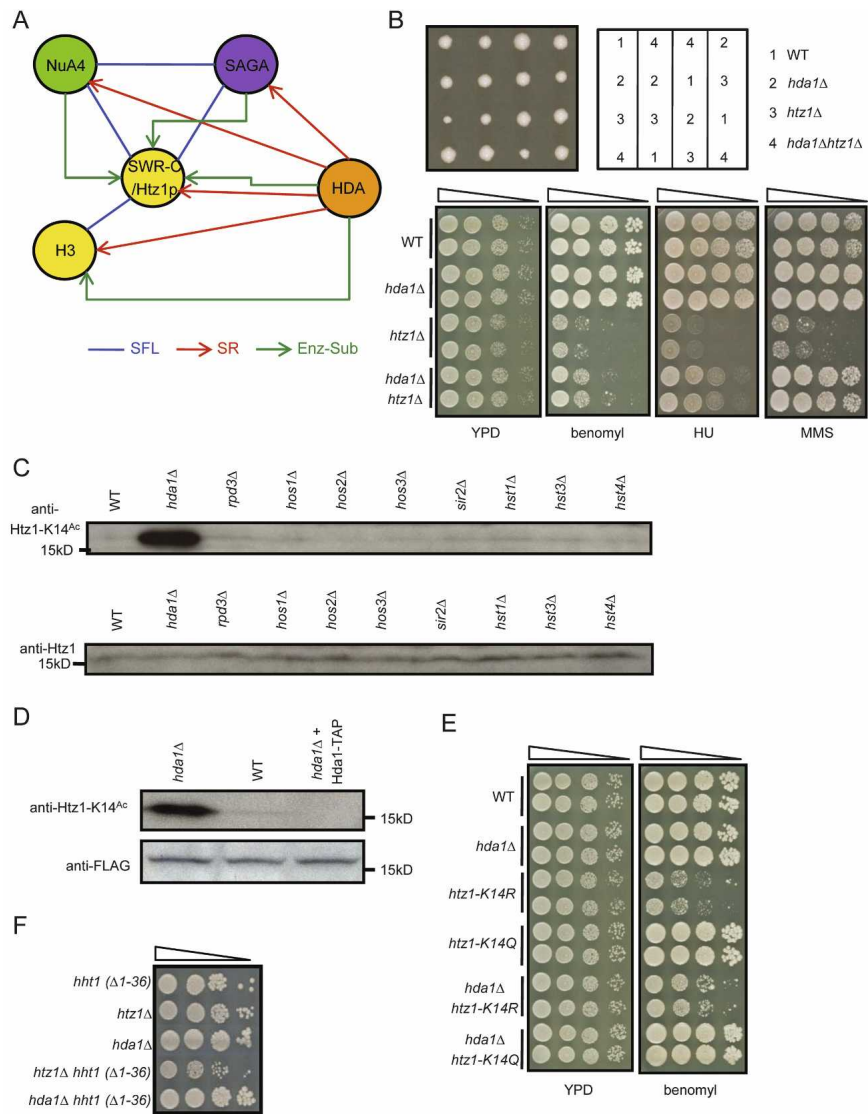 A
NuA4
SAGA
SWR-C
/Htz1p
HDA
H3
SFL
SR
Enz-Sub
B
1 4 4 2
2 2 1 3
3 3 2 1
4 1 3 4
1 WT
2 hda1Δ
3 htz1Δ
4 hda1Δhtz1Δ
WT
hda1Δ
htz1Δ
hda1Δ
htz1Δ
YPD
benomyl
HU
MMS
C
WT
hda1Δ
rpd3Δ
hos1Δ
hos2Δ
hos3Δ
sir2Δ
hst1Δ
hst3Δ
hst4Δ
anti-
Htz1-K14ᴬᶜ
15kD
WT
hda1Δ
rpd3Δ
hos1Δ
hos2Δ
hos3Δ
sir2Δ
hst1Δ
hst3Δ
hst4Δ
anti-Htz1
15kD
D
hda1Δ
WT
hda1Δ +
Hda1-TAP
anti-Htz1-K14ᴬᶜ
15kD
anti-FLAG
15kD
E
WT
hda1Δ
htz1-K14R
htz1-K14Q
hda1Δ
htz1-K14R
hda1Δ
htz1-K14Q
YPD
benomyl
F
hht1 (Δ1-36)
htz1Δ
hda1Δ
htz1Δ hht1 (Δ1-36)
hda1Δ hht1 (Δ1-36)